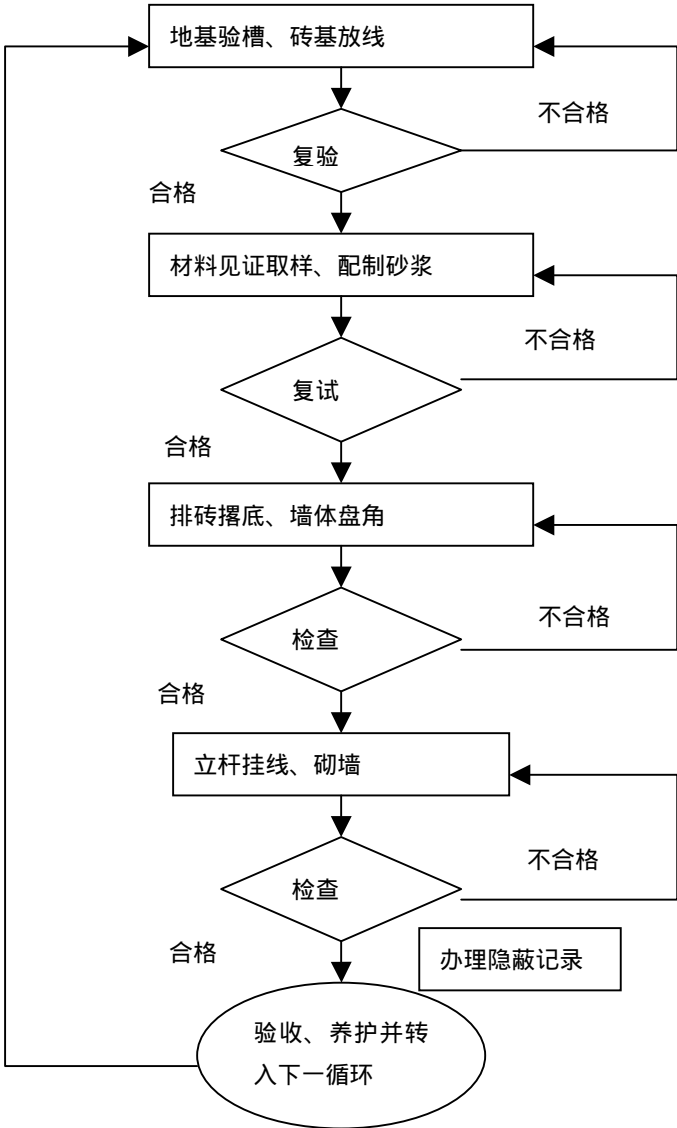 地基验槽、砖基放线
不合格
复验
合格
材料见证取样、配制砂浆
不合格
复试
合格
排砖撂底、墙体盘角
不合格
检查
合格
立杆挂线、砌墙
不合格
检查
合格
办理隐蔽记录
验收、养护并转
入下一循环